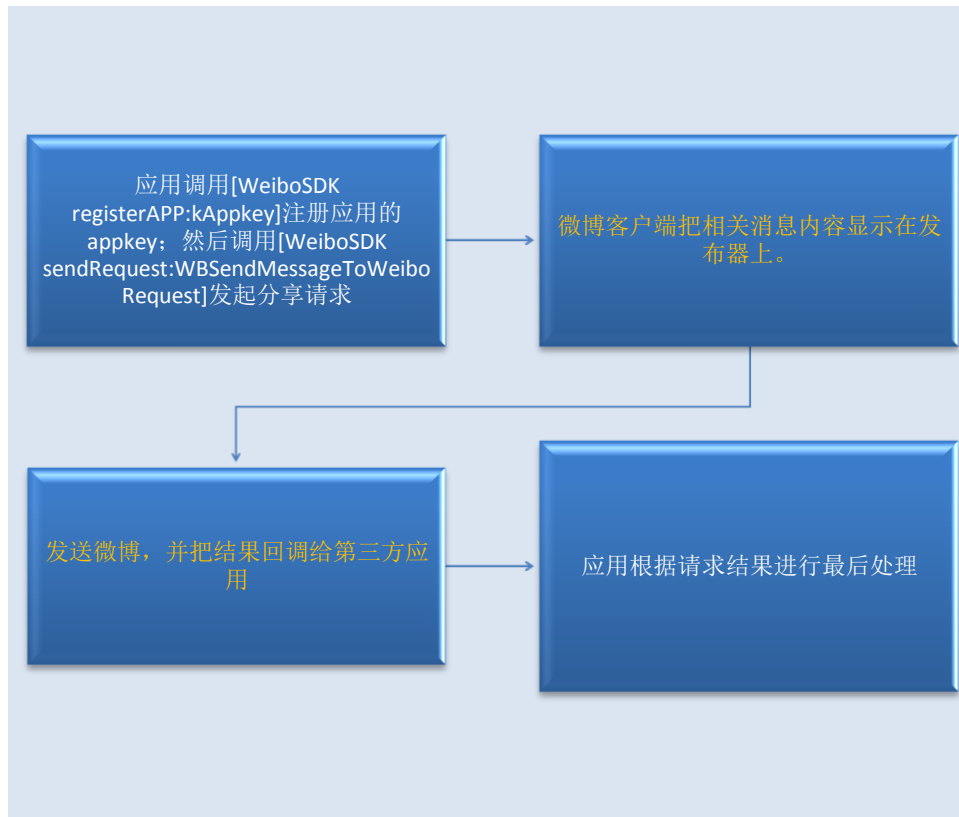 应用调用[WeiboSDK
registerAPP:kAppkey]注册应用的
appkey；然后调用[WeiboSDK
sendRequest:WBSendMessageToWeibo
Request]发起分享请求
微博客户端把相关消息内容显示在发
布器上。
发送微博，并把结果回调给第三方应
用
应用根据请求结果进行最后处理